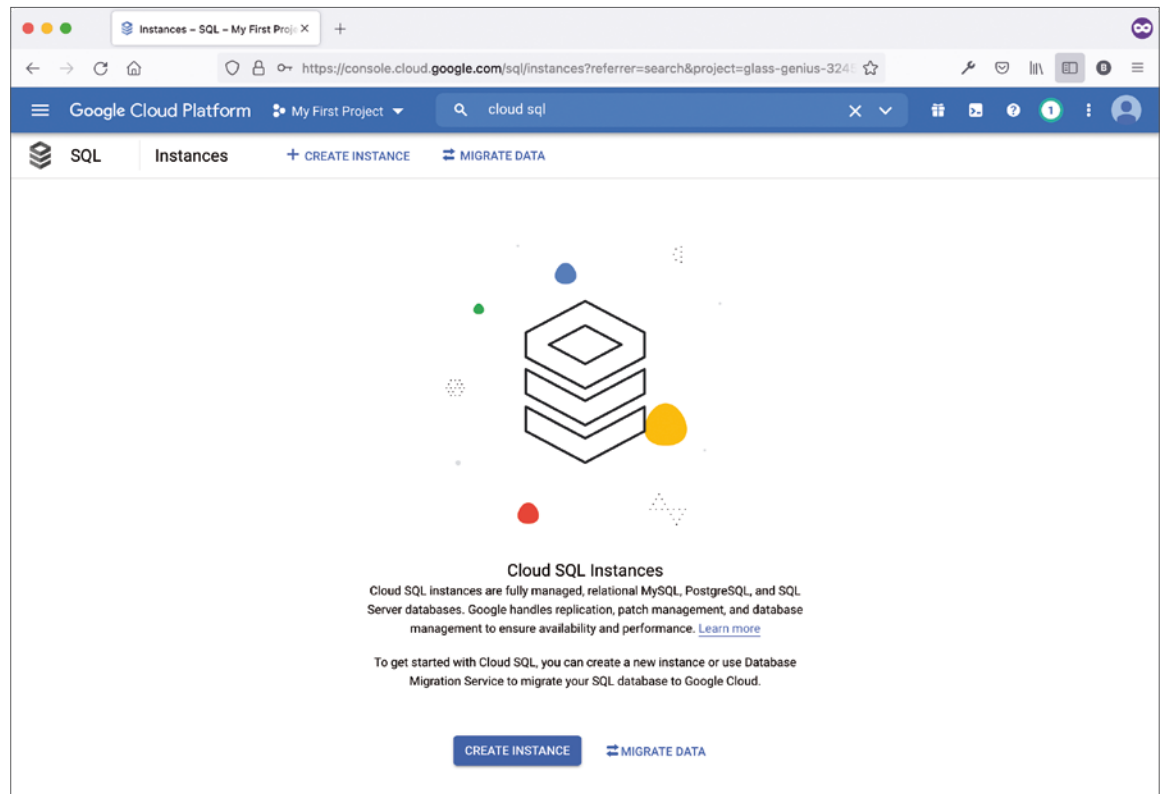 Instances – SQL – My First Proje
https://console.cloud.google.com/sql/instances?referrer=search&project=glass-genius-324
Google Cloud Platform My First Project cloud sql 1
SQL Instances + CREATE INSTANCE MIGRATE DATA
Cloud SQL Instances
Cloud SQL instances are fully managed, relational MySQL, PostgreSQL, and SQL
Server databases. Google handles replication, patch management, and database
management to ensure availability and performance. Learn more
To get started with Cloud SQL, you can create a new instance or use Database
Migration Service to migrate your SQL database to Google Cloud.
CREATE INSTANCE MIGRATE DATA